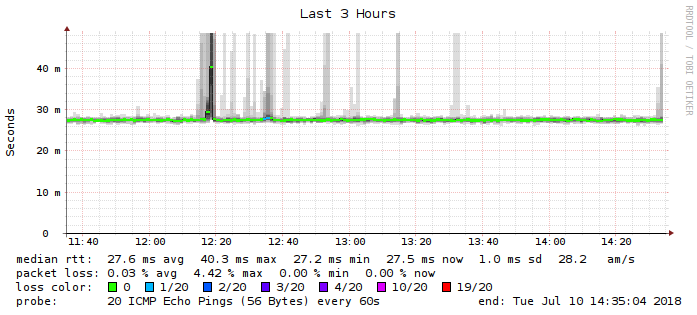 Last 3 Hours
RRDTOOL / TOBI OETIKER
Seconds
40 m
30 m
20 m
10 m
0
11:40 12:00 12:20 12:40 13:00 13:20 13:40 14:00 14:20
median rtt: 27.6 ms avg 40.3 ms max 27.2 ms min 27.5 ms now 1.0 ms sd 28.2 am/s
packet loss: 0.03 % avg 4.42 % max 0.00 % min 0.00 % now
loss color: 0 1/20 2/20 3/20 4/20 10/20 19/20
probe: 20 ICMP Echo Pings (56 Bytes) every 60s end: Tue Jul 10 14:35:04 2018